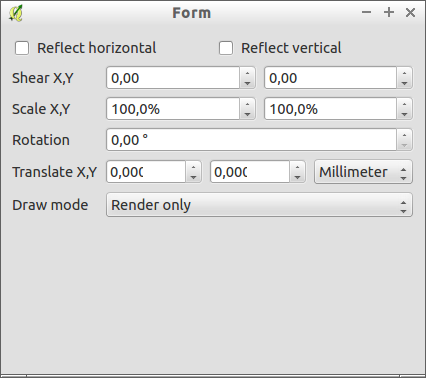 Form
Reflect horizontal Reflect vertical
Shear X,Y 0,00 0,00
Scale X,Y 100,0% 100,0%
Rotation 0,00 °
Translate X,Y 0,000 0,000 Millimeter
Draw mode Render only